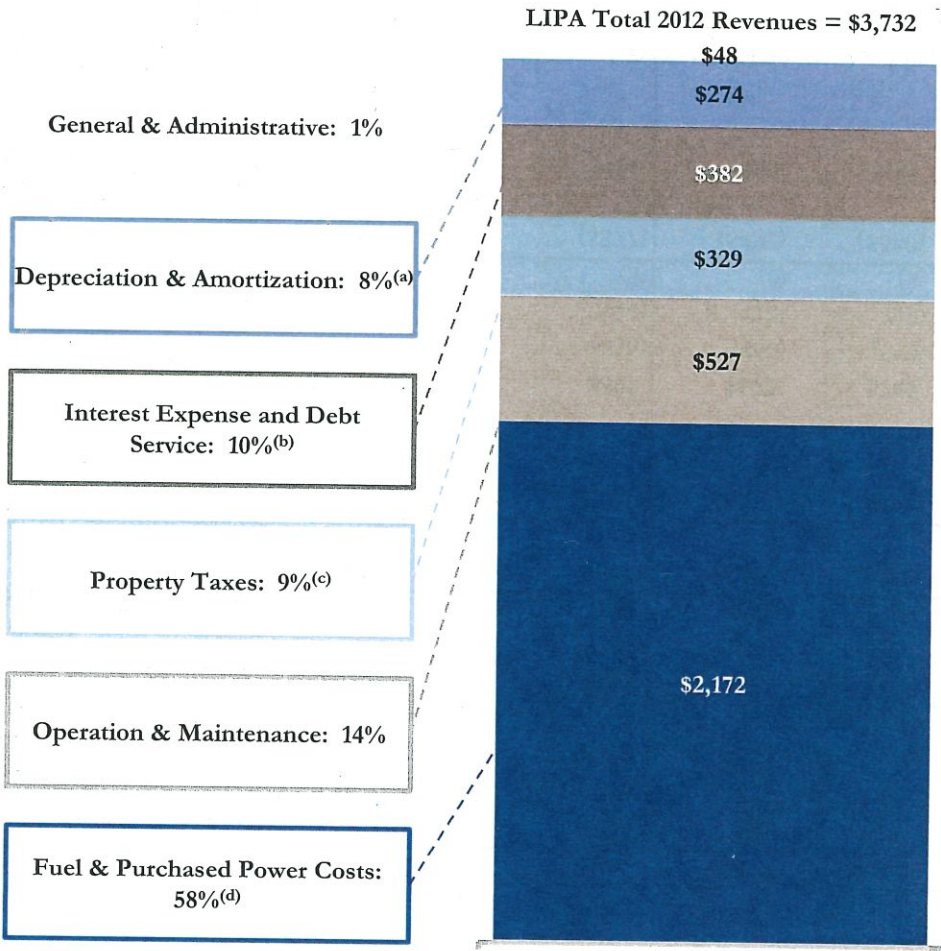 LIPA Total 2012 Revenues = $3,732
$48
$274
General & Administrative: 1%
$382
Depreciation & Amortization: 8%(a)
$329
Interest Expense and Debt
Service: 10%(b)
$527
Property Taxes: 9%(c)
$2,172
Operation & Maintenance: 14%
Fuel & Purchased Power Costs:
58%(d)